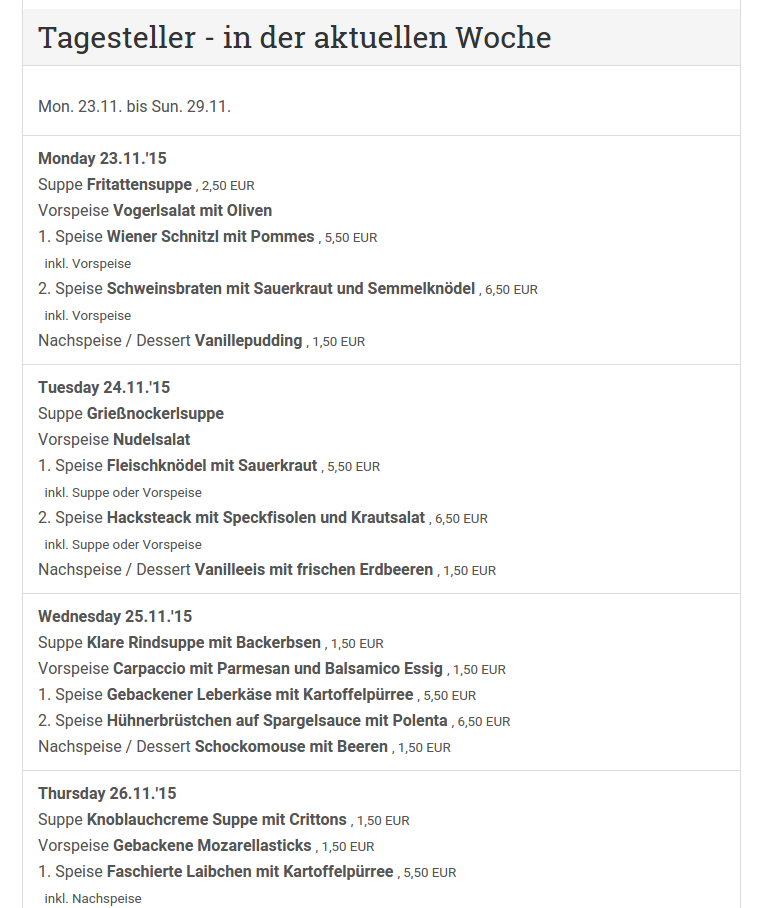 Tagesteller - in der aktuellen Woche
Mon. 23.11. bis Sun. 29.11.
Monday 23.11.'15
Suppe Fritattensuppe , 2,50 EUR
Vorspeise Vogerlsalat mit Oliven
1. Speise Wiener Schnitzl mit Pommes , 5,50 EUR
inkl. Vorspeise
2. Speise Schweinsbraten mit Sauerkraut und Semmelknödel , 6,50 EUR
inkl. Vorspeise
Nachspeise / Dessert Vanillepudding , 1,50 EUR
Tuesday 24.11.'15
Suppe Grießnockerlsuppe
Vorspeise Nudelsalat
1. Speise Fleischknödel mit Sauerkraut , 5,50 EUR
inkl. Suppe oder Vorspeise
2. Speise Hacksteack mit Speckfisolen und Krautsalat , 6,50 EUR
inkl. Suppe oder Vorspeise
Nachspeise / Dessert Vanilleeis mit frischen Erdbeeren , 1,50 EUR
Wednesday 25.11.'15
Suppe Klare Rindsuppe mit Backerbsen , 1,50 EUR
Vorspeise Carpaccio mit Parmesan und Balsamico Essig , 1,50 EUR
1. Speise Gebackener Leberkäse mit Kartoffelpürree , 5,50 EUR
2. Speise Hühnerbrüstchen auf Spargelsauce mit Polenta , 6,50 EUR
Nachspeise / Dessert Schockomouse mit Beeren , 1,50 EUR
Thursday 26.11.'15
Suppe Knoblauchcreme Suppe mit Crittons , 1,50 EUR
Vorspeise Gebackene Mozarellasticks , 1,50 EUR
1. Speise Faschierte Laibchen mit Kartoffelpürree , 5,50 EUR
inkl. Nachspeise